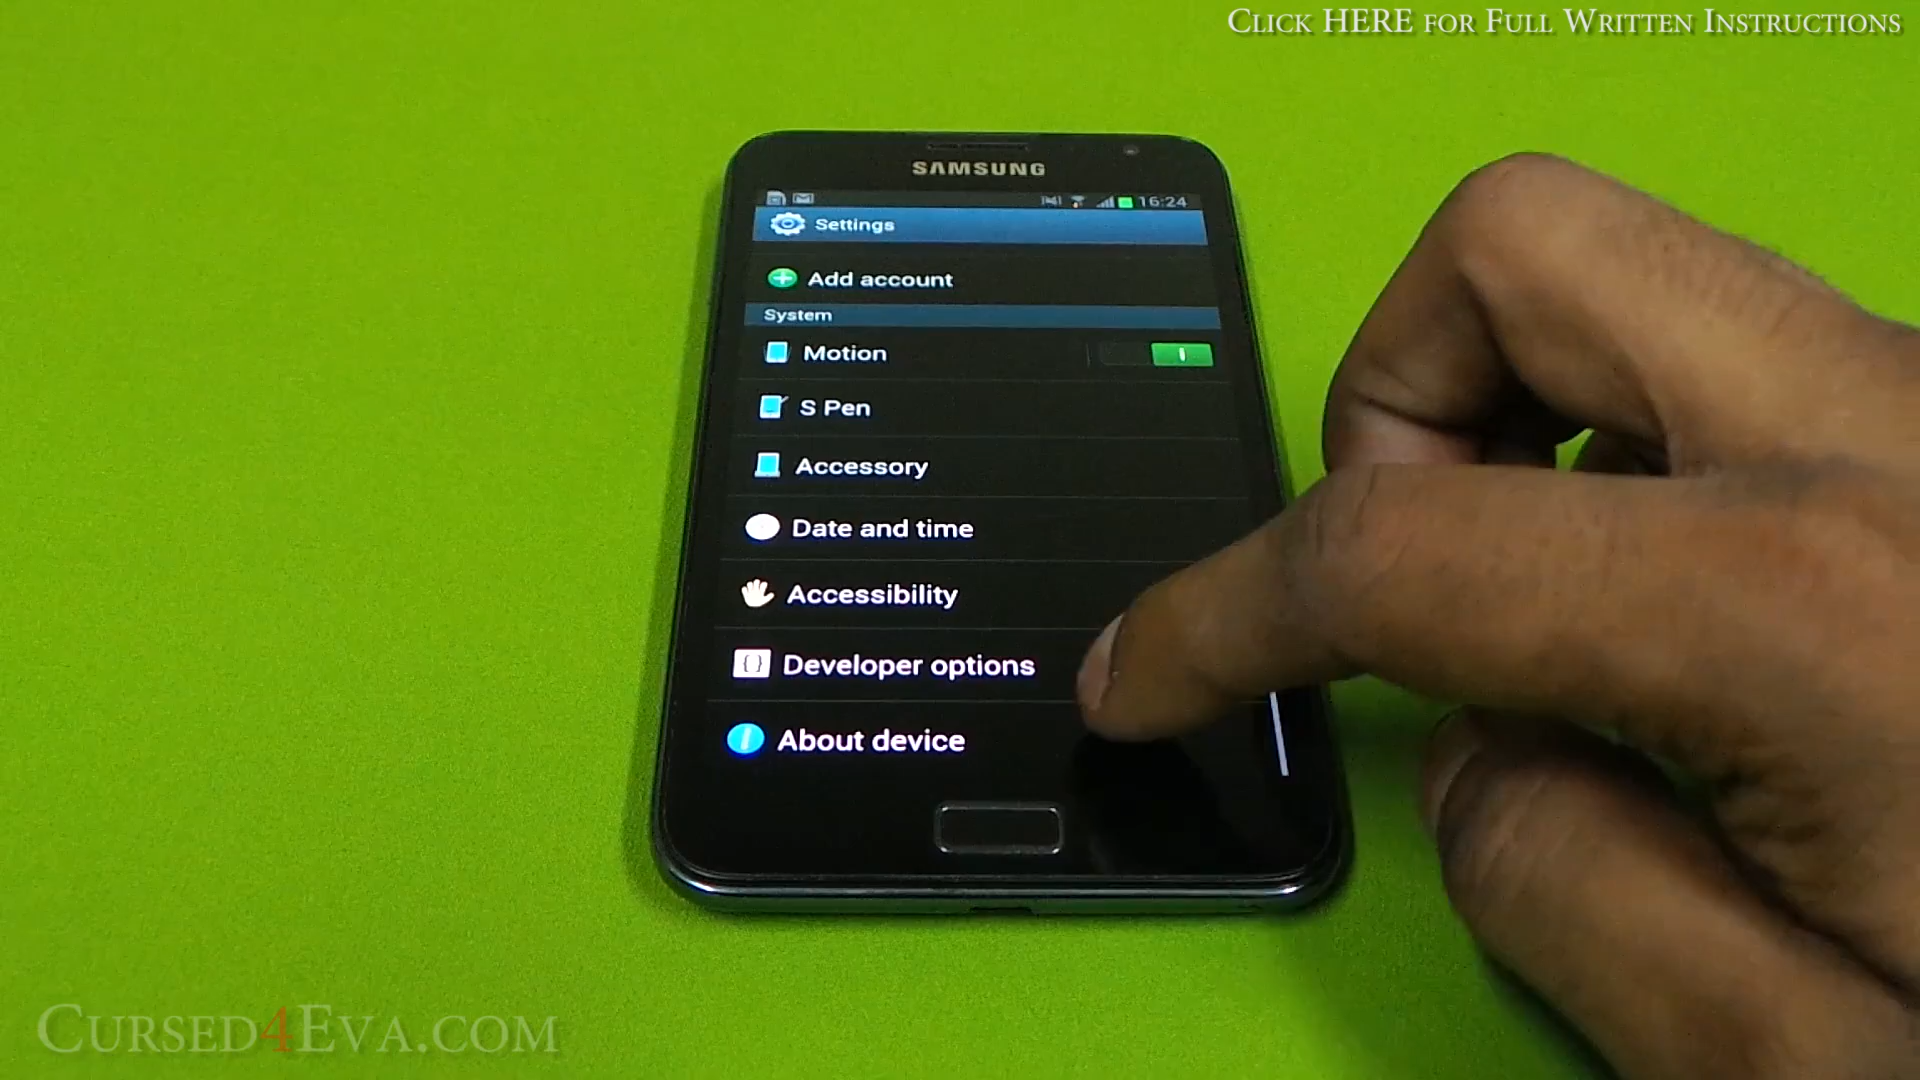 Click HERE for Full Written Instructions
SAMSUNG
16:24
Settings
Add account
System
Motion
S Pen
Accessory
Date and time
Accessibility
Developer options
About device
Cursed4Eva.com